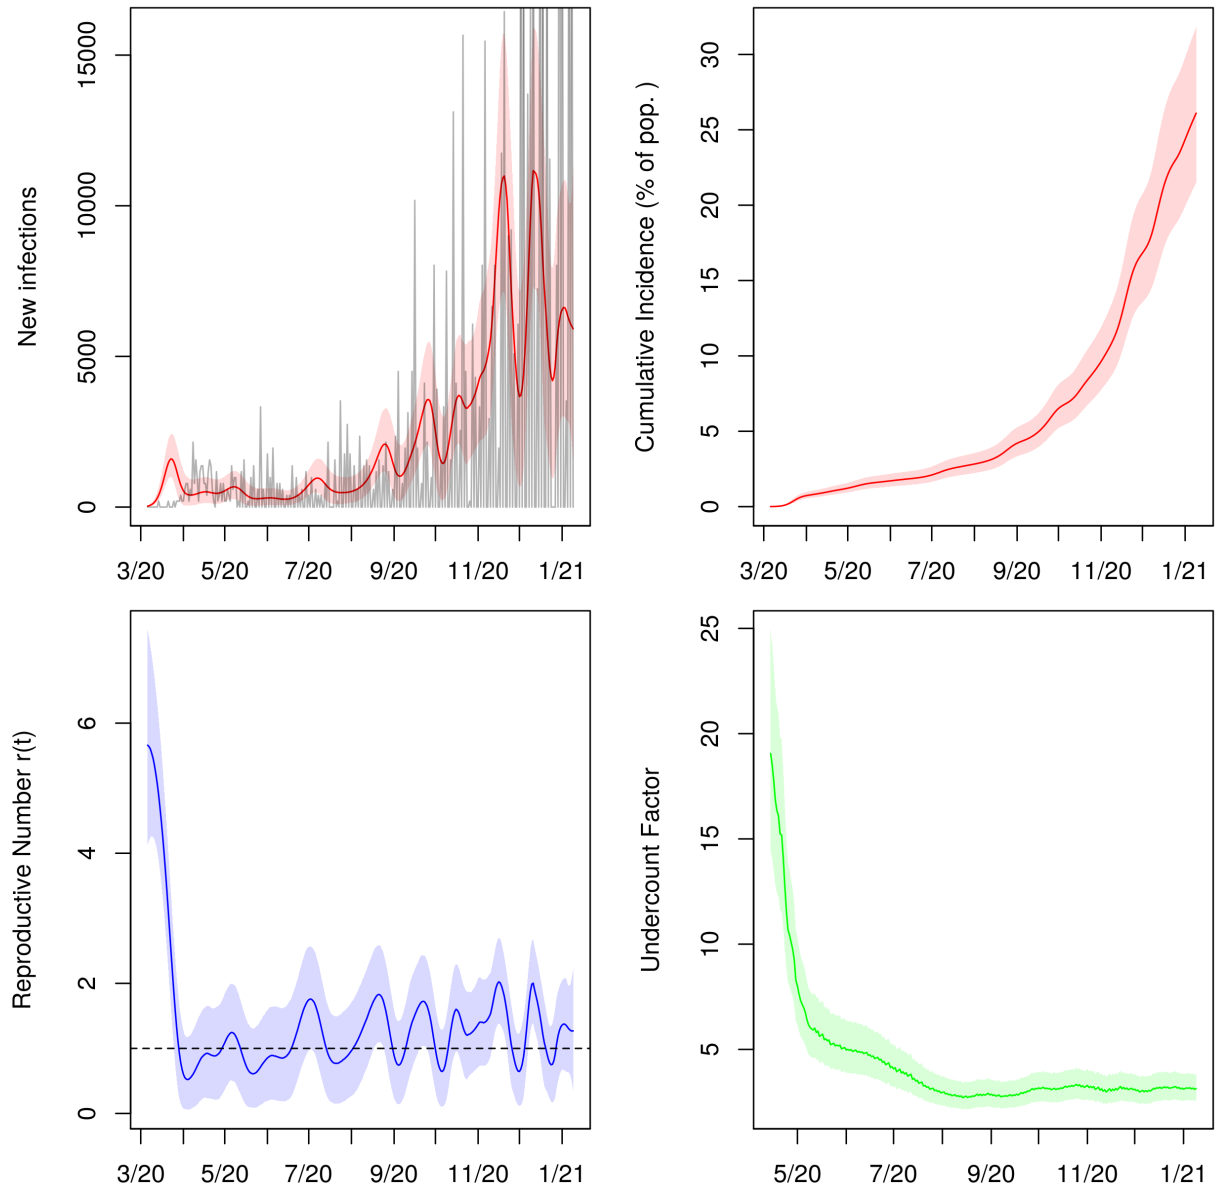 New infections
0 5000 10000 15000
3/20 5/20 7/20 9/20 11/20 1/21
Cumulative Incidence (% of pop. )
0 5 10 15 20 25 30
3/20 5/20 7/20 9/20 11/20 1/21
Reproductive Number r(t)
0 2 4 6
3/20 5/20 7/20 9/20 11/20 1/21
Undercount Factor
5 10 15 20 25
5/20 7/20 9/20 11/20 1/21